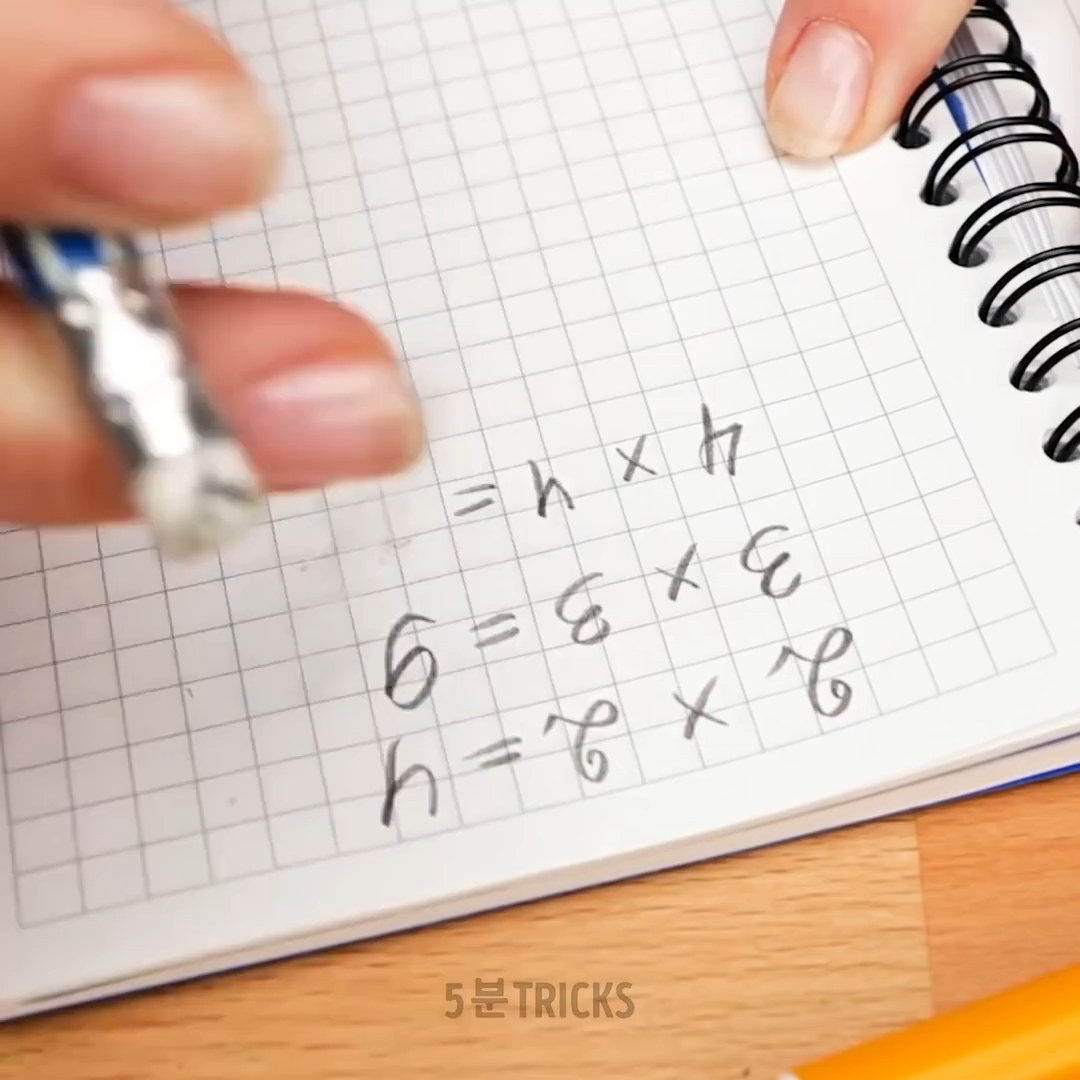 2 x 2 = 4
3 x 3 = 9
4 x 4 =
5분TRICKS